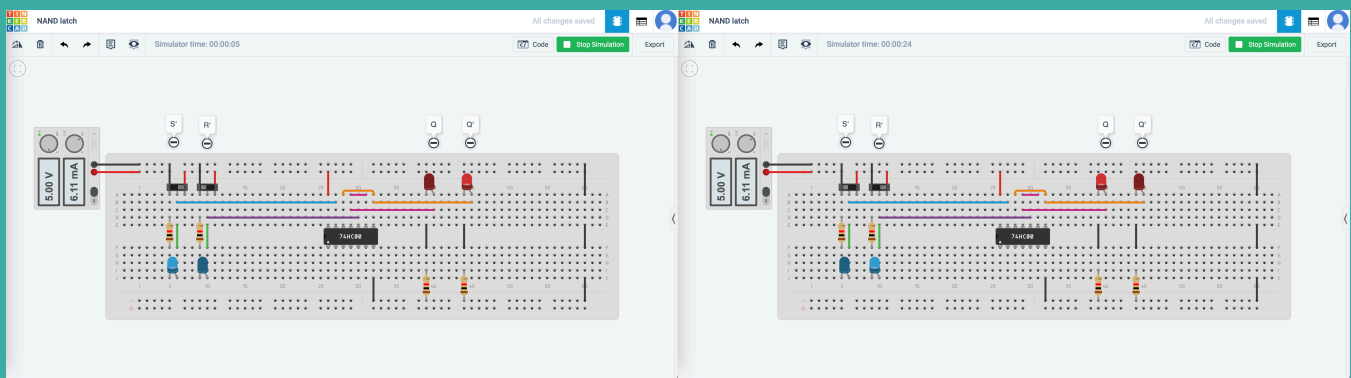 TIN
KER
CAD
NAND latch
All changes saved
Simulator time: 00:00:05
Code
Stop Simulation
Export
S'
R'
Q
Q'
5.00 V
6.11 mA
74HC00
TIN
KER
CAD
NAND latch
All changes saved
Simulator time: 00:00:24
Code
Stop Simulation
Export
S'
R'
Q
Q'
5.00 V
6.11 mA
74HC00